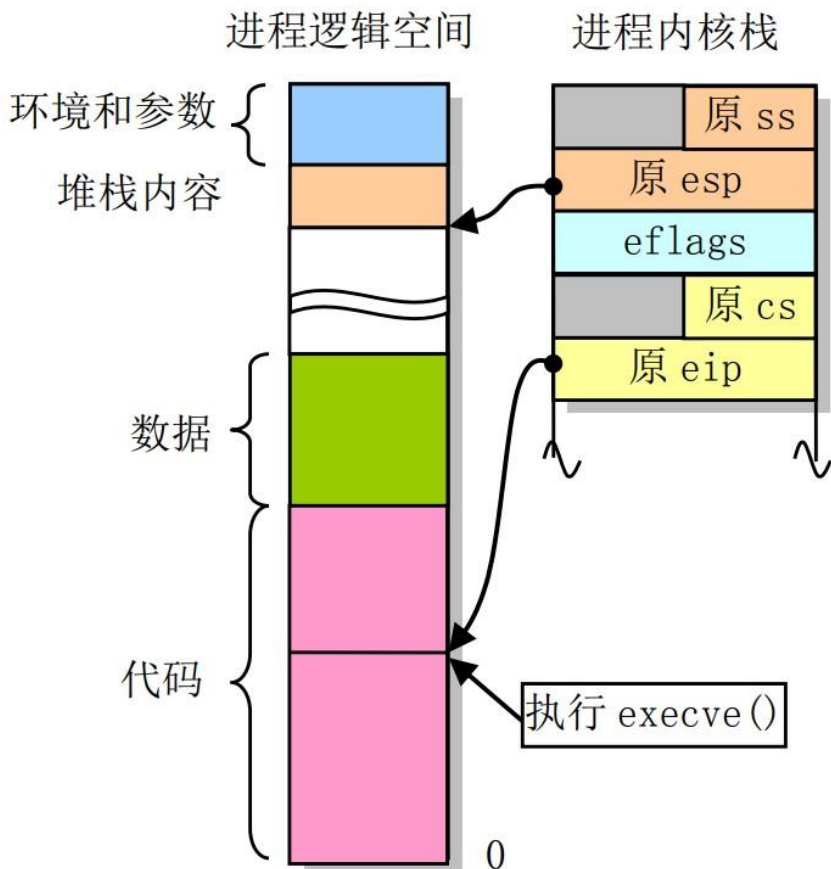 进程逻辑空间
进程内核栈
环境和参数
堆栈内容
数据
代码
原 ss
原 esp
eflags
原 cs
原 eip
执行 execve()
0